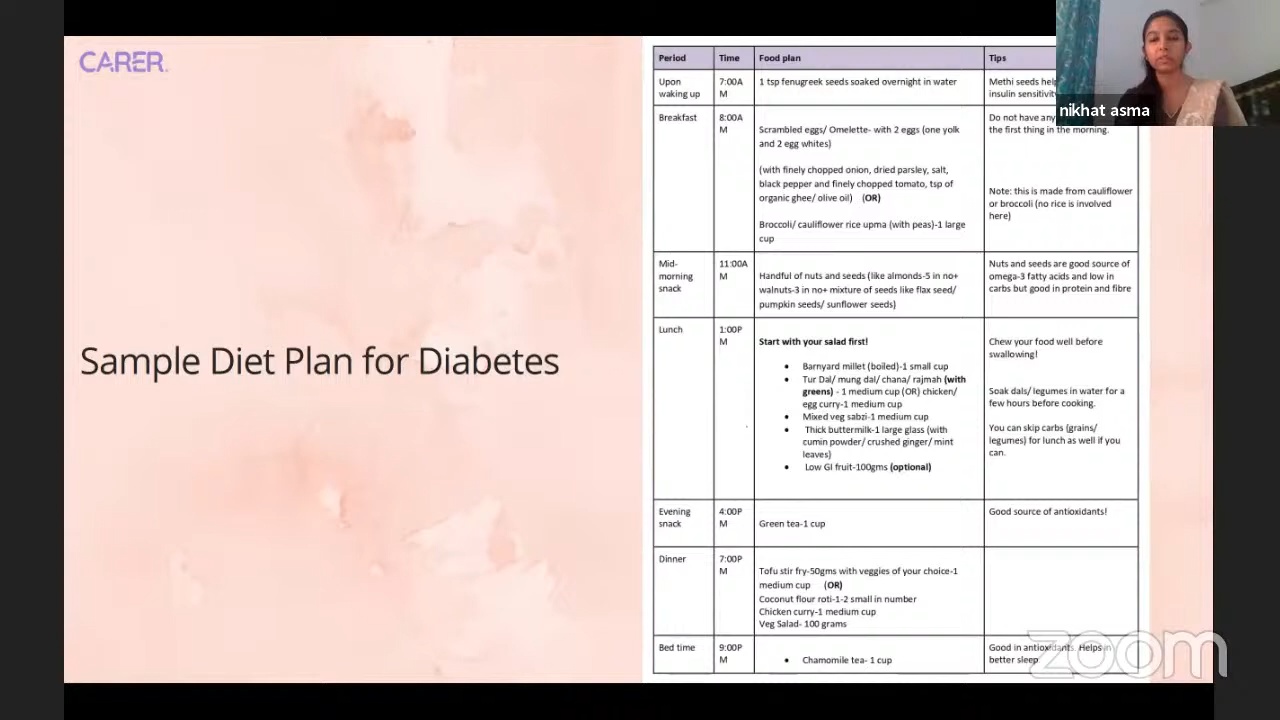 CARER.
Sample Diet Plan for Diabetes
Period Time Food plan Tips
Upon 7:00A 1 tsp fenugreek seeds soaked overnight in water Methi seeds help
waking up M insulin sensitivity
Breakfast 8:00A Do not have any
M the first thing in the morning.
Scrambled eggs/ Omelette- with 2 eggs (one yolk
and 2 egg whites)
(with finely chopped onion, dried parsley, salt,
black pepper and finely chopped tomato, tsp of
organic ghee/ olive oil) (OR)
Note: this is made from cauliflower
or broccoli (no rice is involved
here)
Broccoli/ cauliflower rice upma (with peas)-1 large
cup
Mid- 11:00A Nuts and seeds are good source of
morning M omega-3 fatty acids and low in
snack carbs but good in protein and fibre
Handful of nuts and seeds (like almonds-5 in no+
walnuts-3 in no+ mixture of seeds like flax seed/
pumpkin seeds/ sunflower seeds)
Lunch 1:00P
M
Start with your salad first!
• Barnyard millet (boiled)-1 small cup
• Tur Dal/ mung dal/ chana/ rajmah (with
greens) - 1 medium cup (OR) chicken/
egg curry-1 medium cup
• Mixed veg sabzi-1 medium cup
• Thick buttermilk-1 large glass (with
cumin powder/ crushed ginger/ mint
leaves)
• Low GI fruit-100gms (optional)
Chew your food well before
swallowing!
Soak dals/ legumes in water for a
few hours before cooking.
You can skip carbs (grains/
legumes) for lunch as well if you
can.
Evening 4:00P Good source of antioxidants!
snack M Green tea-1 cup
Dinner 7:00P
M
Tofu stir fry-50gms with veggies of your choice-1
medium cup (OR)
Coconut flour roti-1-2 small in number
Chicken curry-1 medium cup
Veg Salad- 100 grams
Bed time 9:00P Good in antioxidants. Helps in
M • Chamomile tea- 1 cup better sleep
nikhat asma
zoom